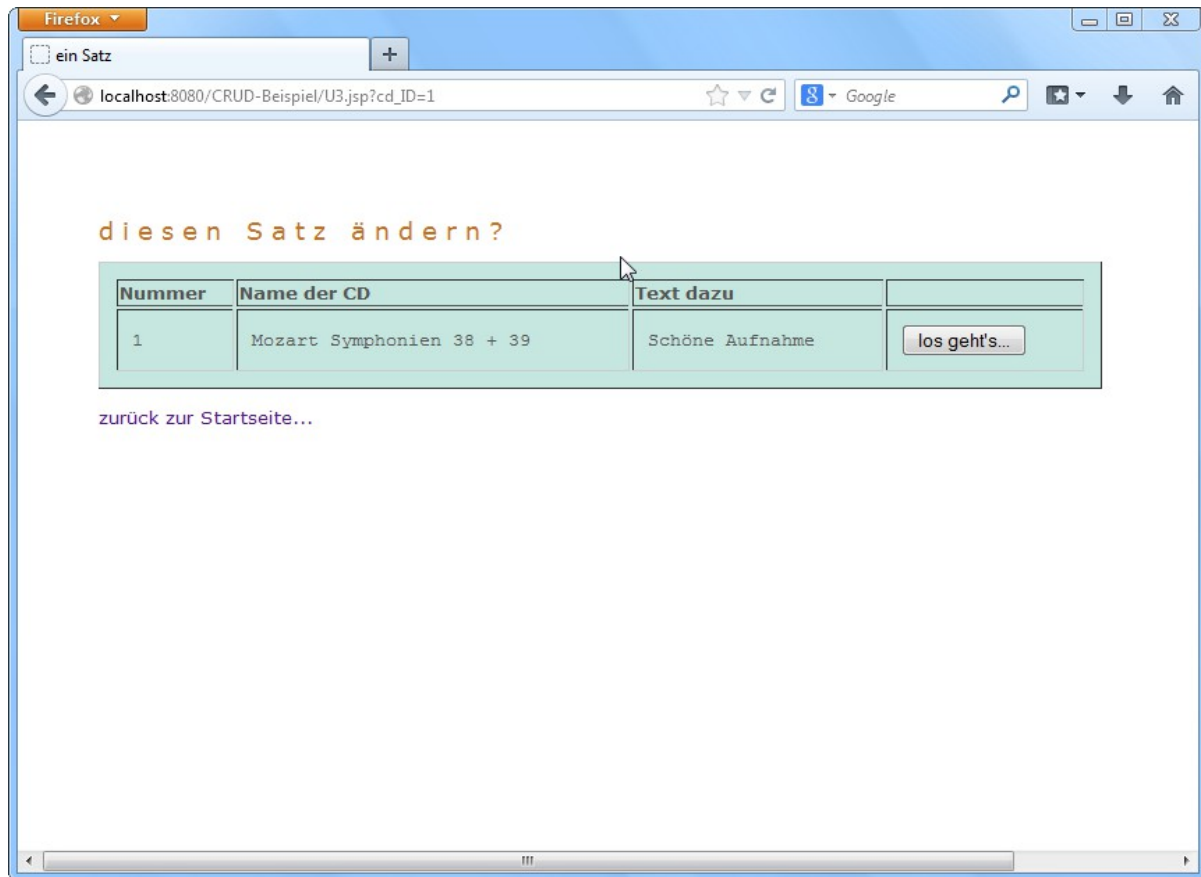 Firefox
ein Satz
localhost:8080/CRUD-Beispiel/U3.jsp?cd_ID=1
Google
diesen Satz ändern?
Nummer Name der CD Text dazu
1 Mozart Symphonien 38 + 39 Schöne Aufnahme los geht's...
zurück zur Startseite...